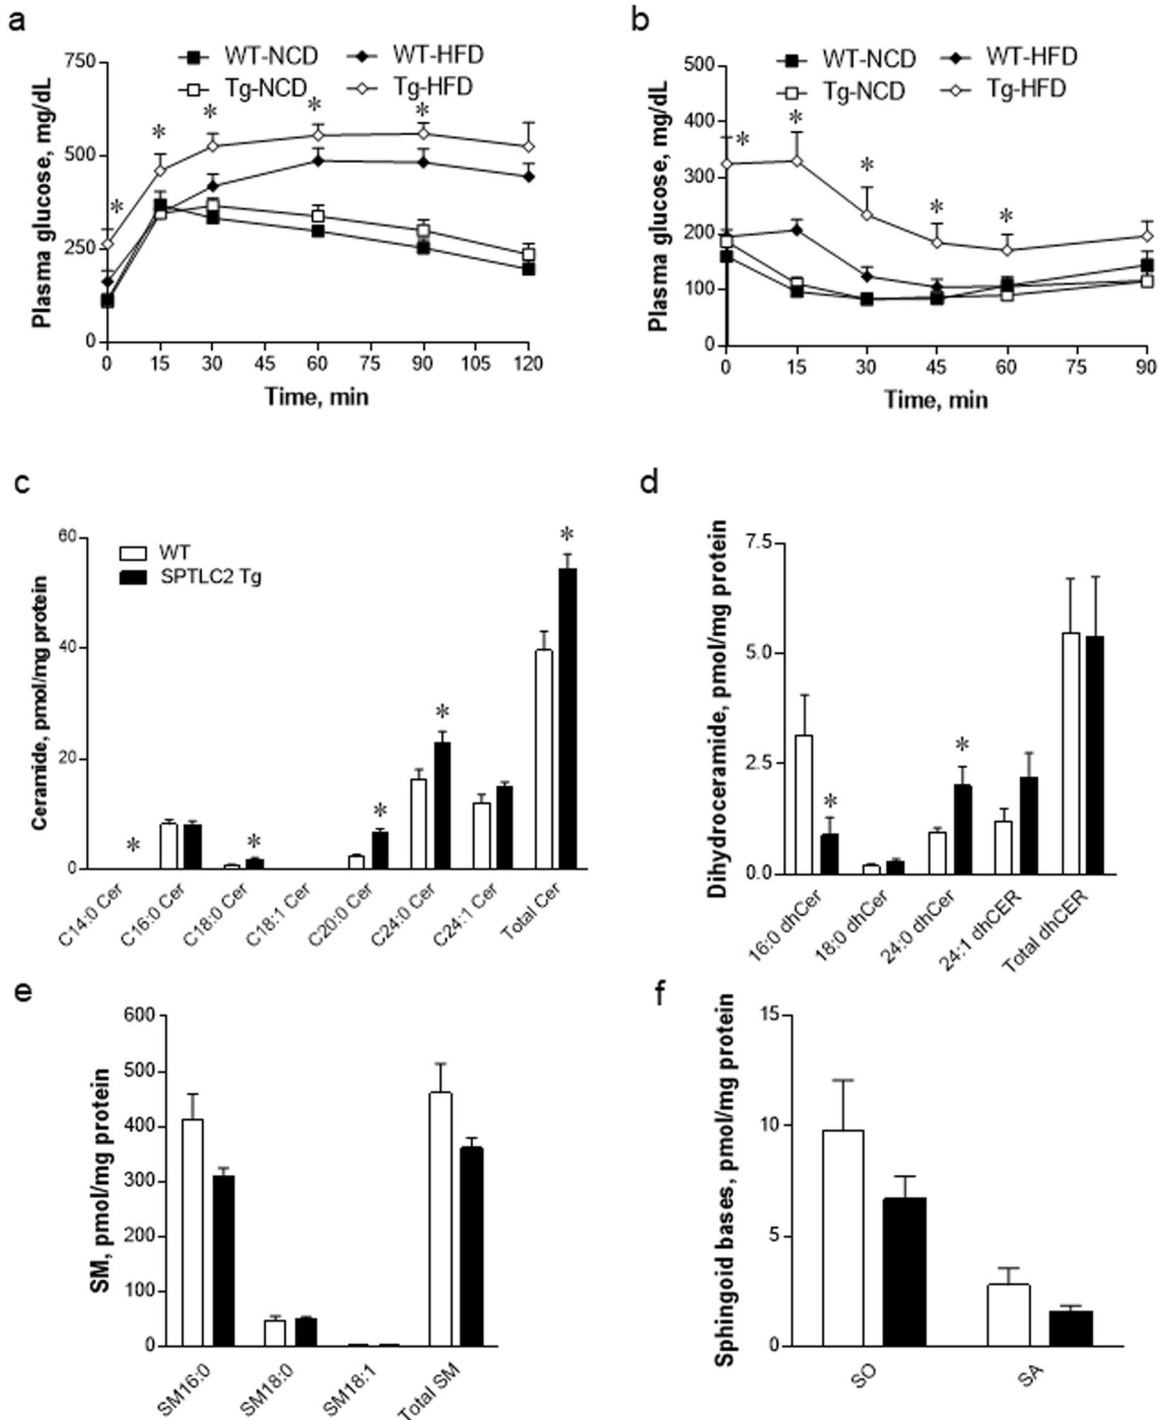 a
WT-NCD
WT-HFD
Tg-NCD
Tg-HFD
Plasma glucose, mg/dL
750
500
250
0
*
*
*
*
*
0 15 30 45 60 75 90 105 120
Time, min
b
WT-NCD
WT-HFD
Tg-NCD
Tg-HFD
Plasma glucose, mg/dL
500
400
300
200
100
0
*
*
*
*
*
0 15 30 45 60 75 90
Time, min
c
WT
SPTLC2 Tg
Ceramide, pmol/mg protein
60
40
20
0
*
*
*
*
*
C14:0 Cer
C16:0 Cer
C18:0 Cer
C18:1 Cer
C20:0 Cer
C24:0 Cer
C24:1 Cer
Total Cer
d
Dihydroceramide, pmol/mg protein
7.5
5.0
2.5
0.0
*
*
16:0 dhCer
18:0 dhCer
24:0 dhCer
24:1 dhCER
Total dhCER
e
SM, pmol/mg protein
600
500
400
300
200
100
0
SM16:0
SM18:0
SM18:1
Total SM
f
Sphingoid bases, pmol/mg protein
15
10
5
0
SO
SA